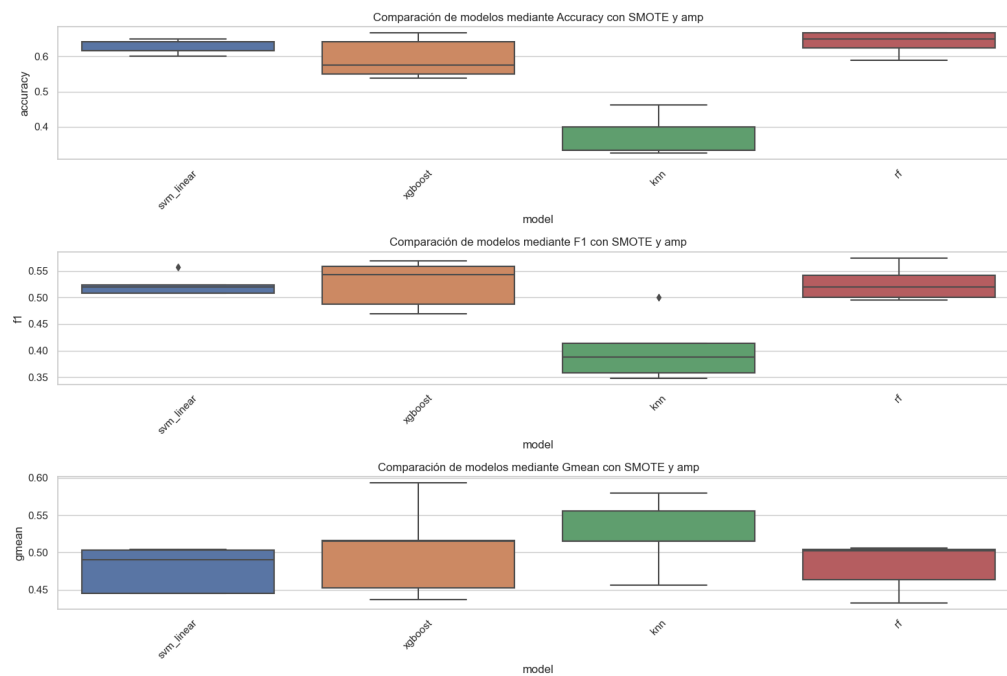 Comparación de modelos mediante Accuracy con SMOTE y amp
0.6
0.5
0.4
accuracy
svm_linear
xgboost
knn
rf
model
Comparación de modelos mediante F1 con SMOTE y amp
0.55
0.50
0.45
0.40
0.35
f1
svm_linear
xgboost
knn
rf
model
Comparación de modelos mediante Gmean con SMOTE y amp
0.60
0.55
0.50
0.45
gmean
svm_linear
xgboost
knn
rf
model